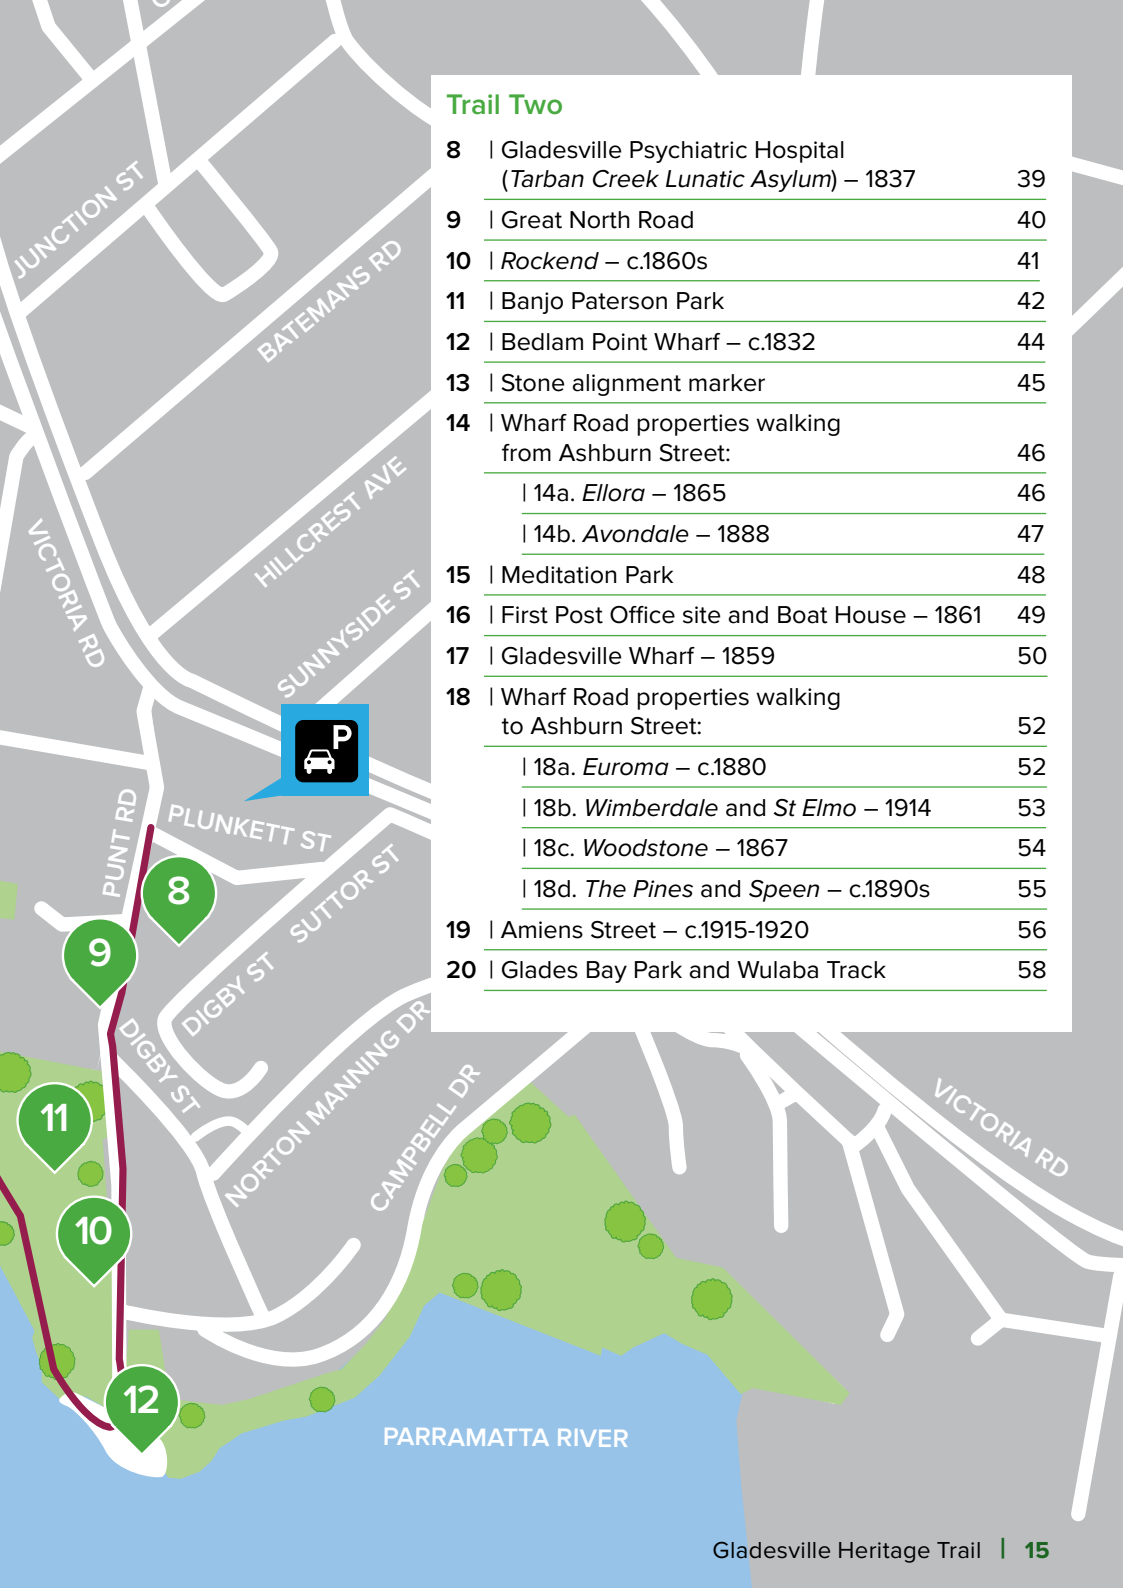 Trail Two
8 | Gladesville Psychiatric Hospital
(Tarban Creek Lunatic Asylum) – 1837 39
9 | Great North Road 40
10 | Rockend – c.1860s 41
11 | Banjo Paterson Park 42
12 | Bedlam Point Wharf – c.1832 44
13 | Stone alignment marker 45
14 | Wharf Road properties walking
from Ashburn Street: 46
| 14a. Ellora – 1865 46
| 14b. Avondale – 1888 47
15 | Meditation Park 48
16 | First Post Office site and Boat House – 1861 49
17 | Gladesville Wharf – 1859 50
18 | Wharf Road properties walking
to Ashburn Street: 52
| 18a. Euroma – c.1880 52
| 18b. Wimberdale and St Elmo – 1914 53
| 18c. Woodstone – 1867 54
| 18d. The Pines and Speen – c.1890s 55
19 | Amiens Street – c.1915-1920 56
20 | Glades Bay Park and Wulaba Track 58
JUNCTION ST
BATEMANS RD
HILLCREST AVE
VICTORIA RD
SUNNYSIDE ST
P
PUNT RD
PLUNKETT ST
SUTTOR ST
8
9
DIGBY ST
DIGBY ST
NORTON MANNING DR
CAMPBELL DR
VICTORIA RD
11
10
12
PARRAMATTA RIVER
Gladesville Heritage Trail | 15